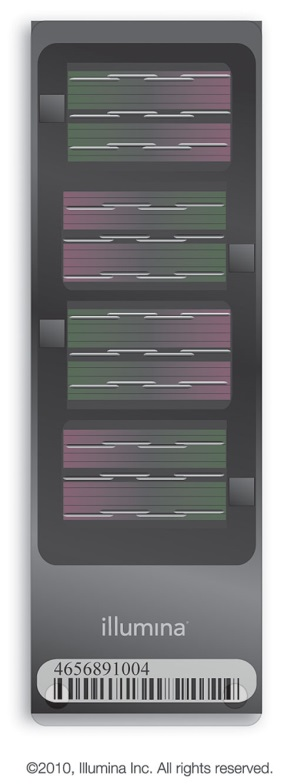 illumina
4656891004
©2010, Illumina Inc. All rights reserved.